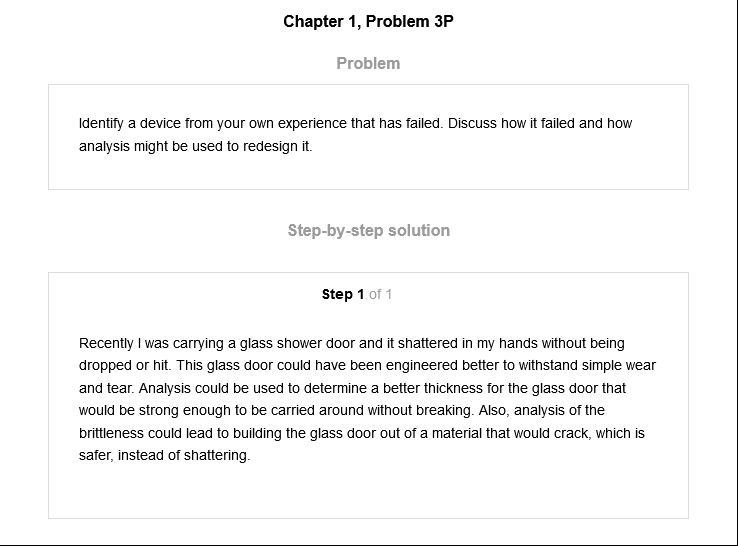 Chapter 1, Problem 3P
Problem
Identify a device from your own experience that has failed. Discuss how it failed and how
analysis might be used to redesign it.
Step-by-step solution
Step 1 of 1
Recently I was carrying a glass shower door and it shattered in my hands without being
dropped or hit. This glass door could have been engineered better to withstand simple wear
and tear. Analysis could be used to determine a better thickness for the glass door that
would be strong enough to be carried around without breaking. Also, analysis of the
brittleness could lead to building the glass door out of a material that would crack, which is
safer, instead of shattering.